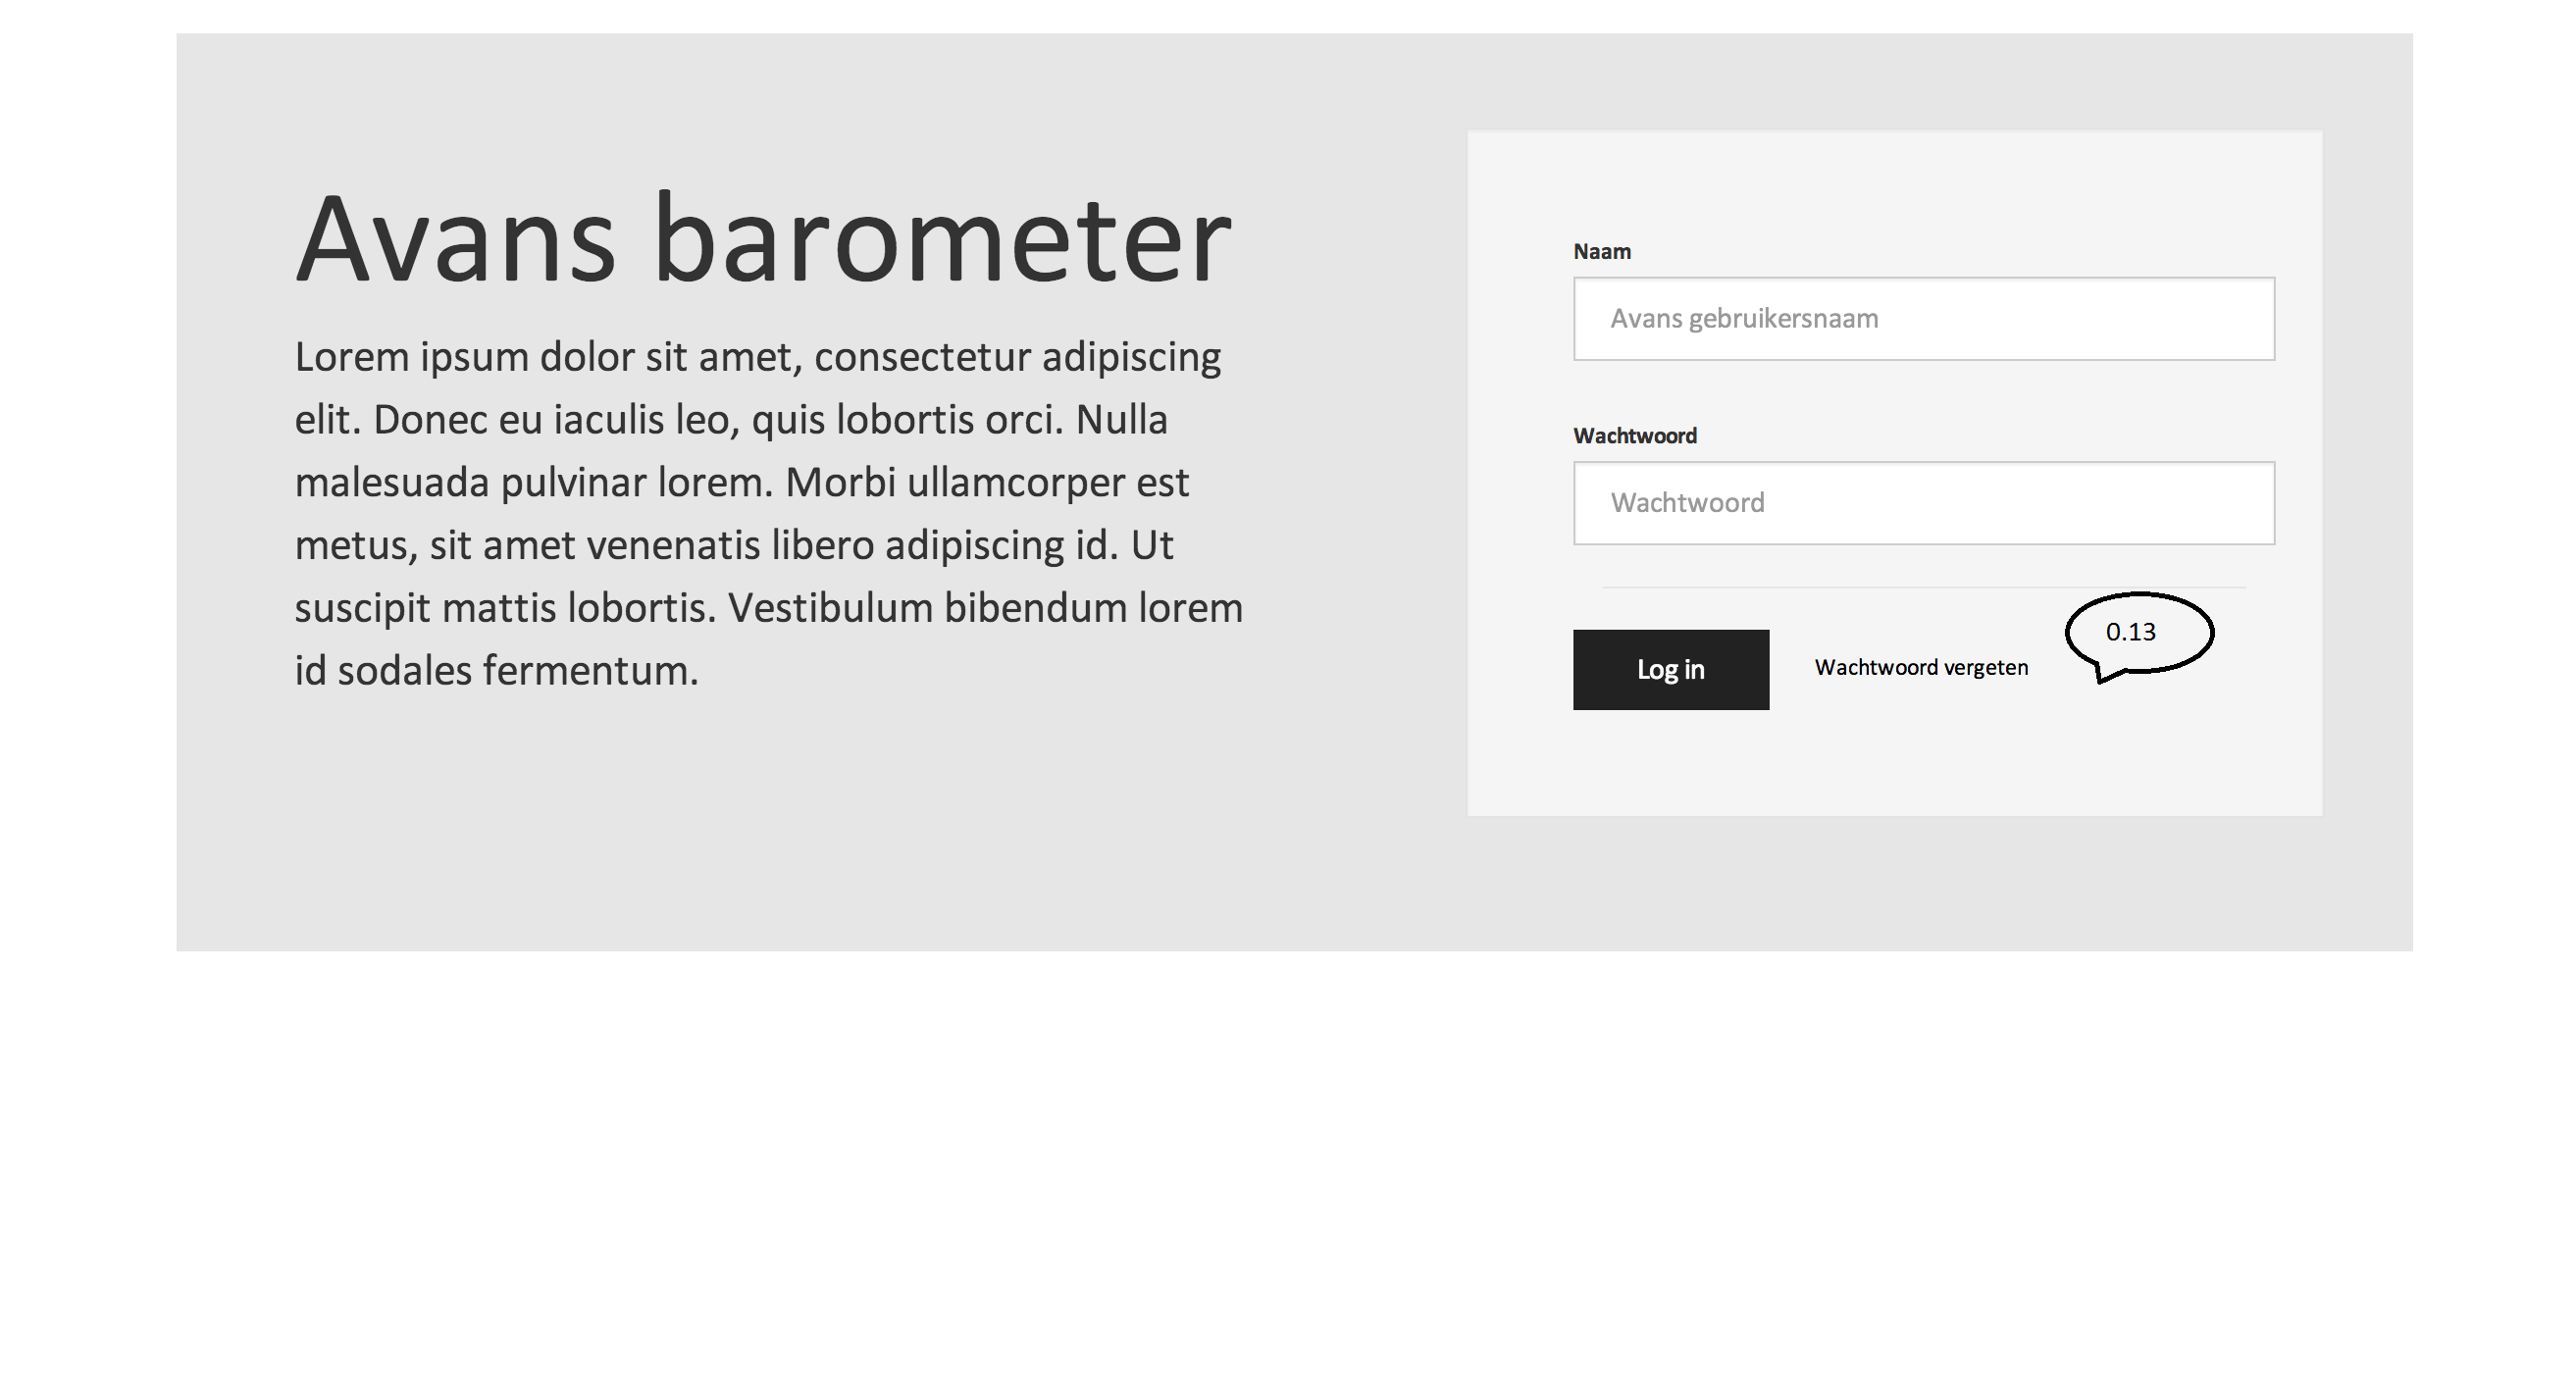 Avans barometer
Lorem ipsum dolor sit amet, consectetur adipiscing
elit. Donec eu iaculis leo, quis lobortis orci. Nulla
malesuada pulvinar lorem. Morbi ullamcorper est
metus, sit amet venenatis libero adipiscing id. Ut
suscipit mattis lobortis. Vestibulum bibendum lorem
id sodales fermentum.
Naam
Avans gebruikersnaam
Wachtwoord
Wachtwoord
0.13
Log in
Wachtwoord vergeten